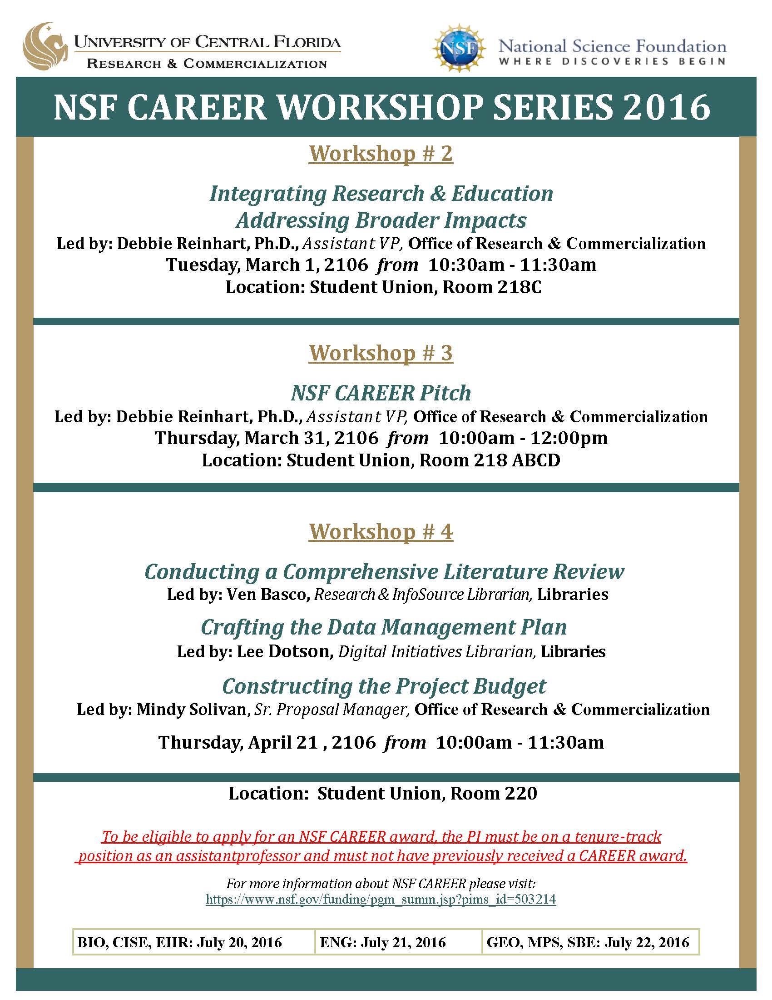 UNIVERSITY OF CENTRAL FLORIDA
RESEARCH & COMMERCIALIZATION
NSF
National Science Foundation
WHERE DISCOVERIES BEGIN
NSF CAREER WORKSHOP SERIES 2016
Workshop # 2
Integrating Research & Education
Addressing Broader Impacts
Led by: Debbie Reinhart, Ph.D., Assistant VP, Office of Research & Commercialization
Tuesday, March 1, 2106 from 10:30am - 11:30am
Location: Student Union, Room 218C
Workshop # 3
NSF CAREER Pitch
Led by: Debbie Reinhart, Ph.D., Assistant VP, Office of Research & Commercialization
Thursday, March 31, 2106 from 10:00am - 12:00pm
Location: Student Union, Room 218 ABCD
Workshop # 4
Conducting a Comprehensive Literature Review
Led by: Ven Basco, Research & InfoSource Librarian, Libraries
Crafting the Data Management Plan
Led by: Lee Dotson, Digital Initiatives Librarian, Libraries
Constructing the Project Budget
Led by: Mindy Solivan, Sr. Proposal Manager, Office of Research & Commercialization
Thursday, April 21 , 2106 from 10:00am - 11:30am
Location: Student Union, Room 220
To be eligible to apply for an NSF CAREER award, the PI must be on a tenure-track
position as an assistantprofessor and must not have previously received a CAREER award.
For more information about NSF CAREER please visit:
https://www.nsf.gov/funding/pgm_summ.jsp?pims_id=503214
BIO, CISE, EHR: July 20, 2016
ENG: July 21, 2016
GEO, MPS, SBE: July 22, 2016